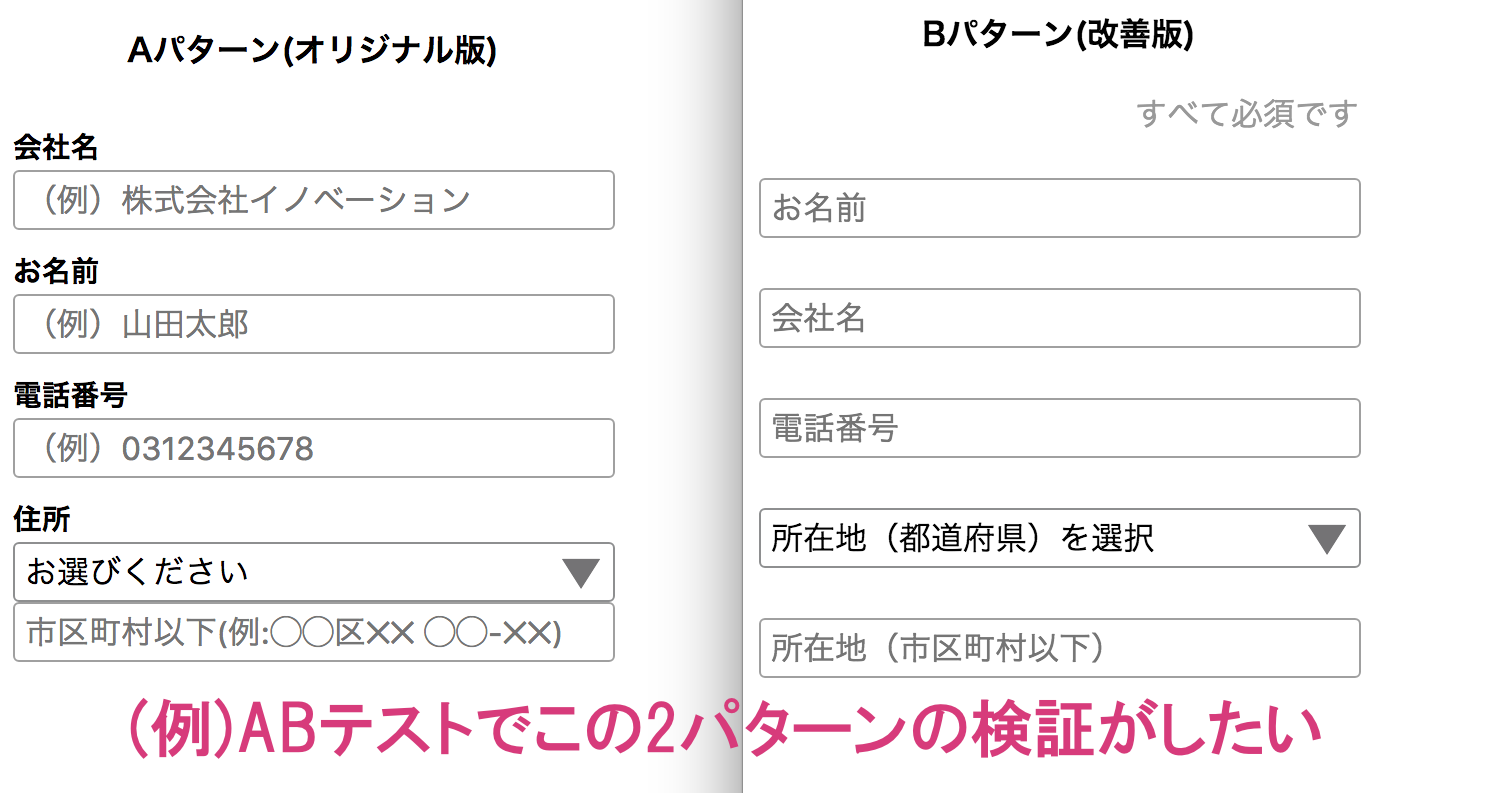 Aパターン(オリジナル版)
会社名
（例）株式会社イノベーション
お名前
（例）山田太郎
電話番号
（例）0312345678
住所
お選びください
市区町村以下(例:◯◯区✕✕ ◯◯-✕✕)
Bパターン(改善版)
すべて必須です
お名前
会社名
電話番号
所在地（都道府県）を選択
所在地（市区町村以下）
(例)ABテストでこの2パターンの検証がしたい